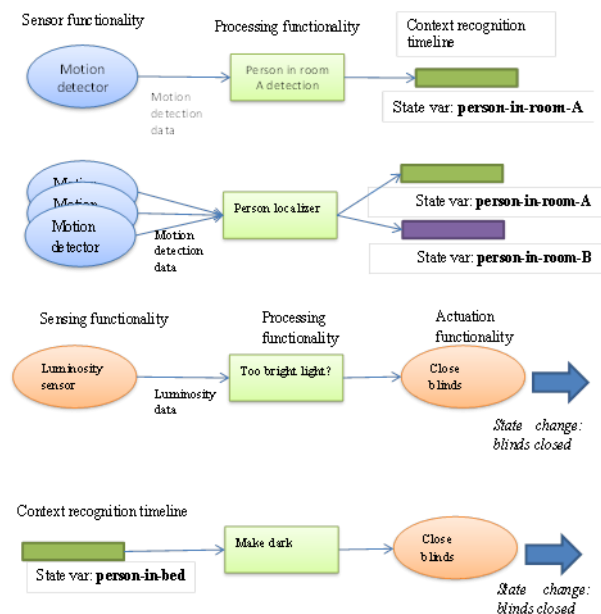 Sensor functionality
Processing functionality
Context recognition
timeline
Motion
detector
Person in room
A detection
Motion
detection
data
State var: person-in-room-A
Motion
Motion
Motion
detector
Person localizer
Motion
detection
data
State var: person-in-room-A
State var: person-in-room-B
Sensing functionality
Processing
functionality
Actuation
functionality
Luminosity
sensor
Too bright light?
Close
blinds
Luminosity
data
State change:
blinds closed
Context recognition timeline
Make dark
Close
blinds
State var: person-in-bed
State change:
blinds closed